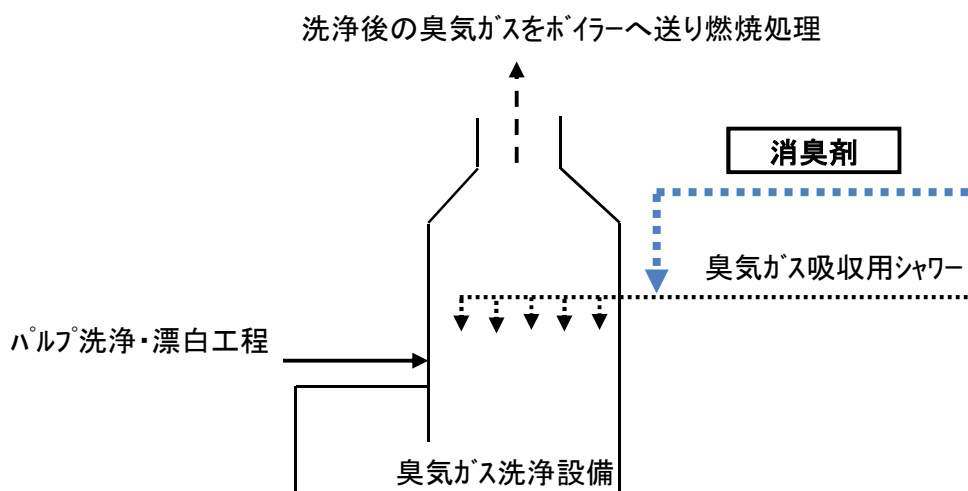 洗浄後の臭気ガスをボイラーへ送り燃焼処理
消臭剤
臭気ガス吸収用シャワー
パルプ洗浄・漂白工程
臭気ガス洗浄設備